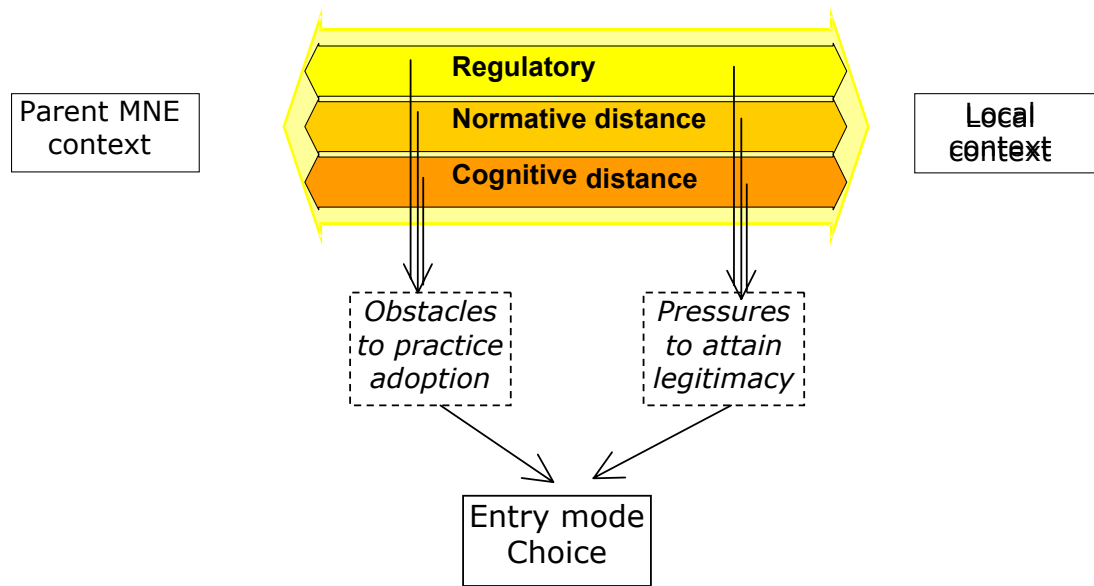 Regulatory
Parent MNE
context
Normative distance
Local
context
Cognitive distance
Obstacles
to practice
adoption
Pressures
to attain
legitimacy
Entry mode
Choice